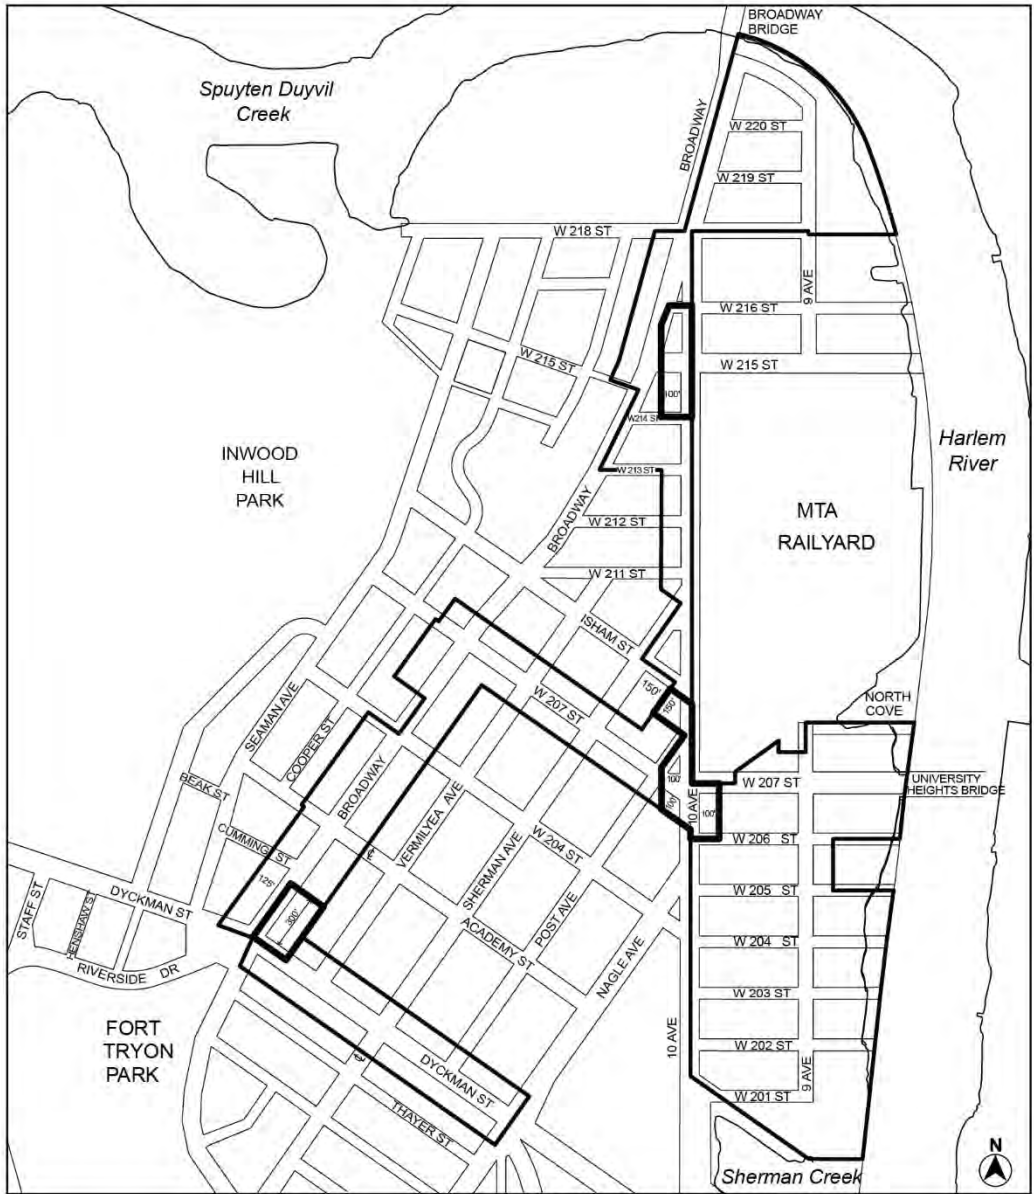 BROADWAY
BRIDGE
Spuyten Duyvil
Creek
BROADWAY
W 220 ST
W 219 ST
W 218 ST
9 AVE
W 216 ST
W 215 ST
W 215 ST
100'
W214 ST
Harlem
River
INWOOD
HILL
PARK
W 213 ST
BROADWAY
W 212 ST
MTA
RAILYARD
W 211 ST
ISHAM ST
150'
150'
NORTH
COVE
SEAMAN AVE
COOPER ST
W 207 ST
BROADWAY
VERMILYEA AVE
100'
100'
10 AVE
100'
W 207 ST
UNIVERSITY
HEIGHTS BRIDGE
BEAK ST
CUMMING ST
W 204 ST
W 206 ST
SHERMAN AVE
W 205 ST
125'
DYCKMAN ST
STAFF ST
HENSHAW ST
300'
ACADEMY ST
POST AVE
W 204 ST
RIVERSIDE DR
NAGLE AVE
W 203 ST
FORT
TRYON
PARK
10 AVE
W 202 ST
DYCKMAN ST
9 AVE
THAYER ST
W 201 ST
N
Sherman Creek